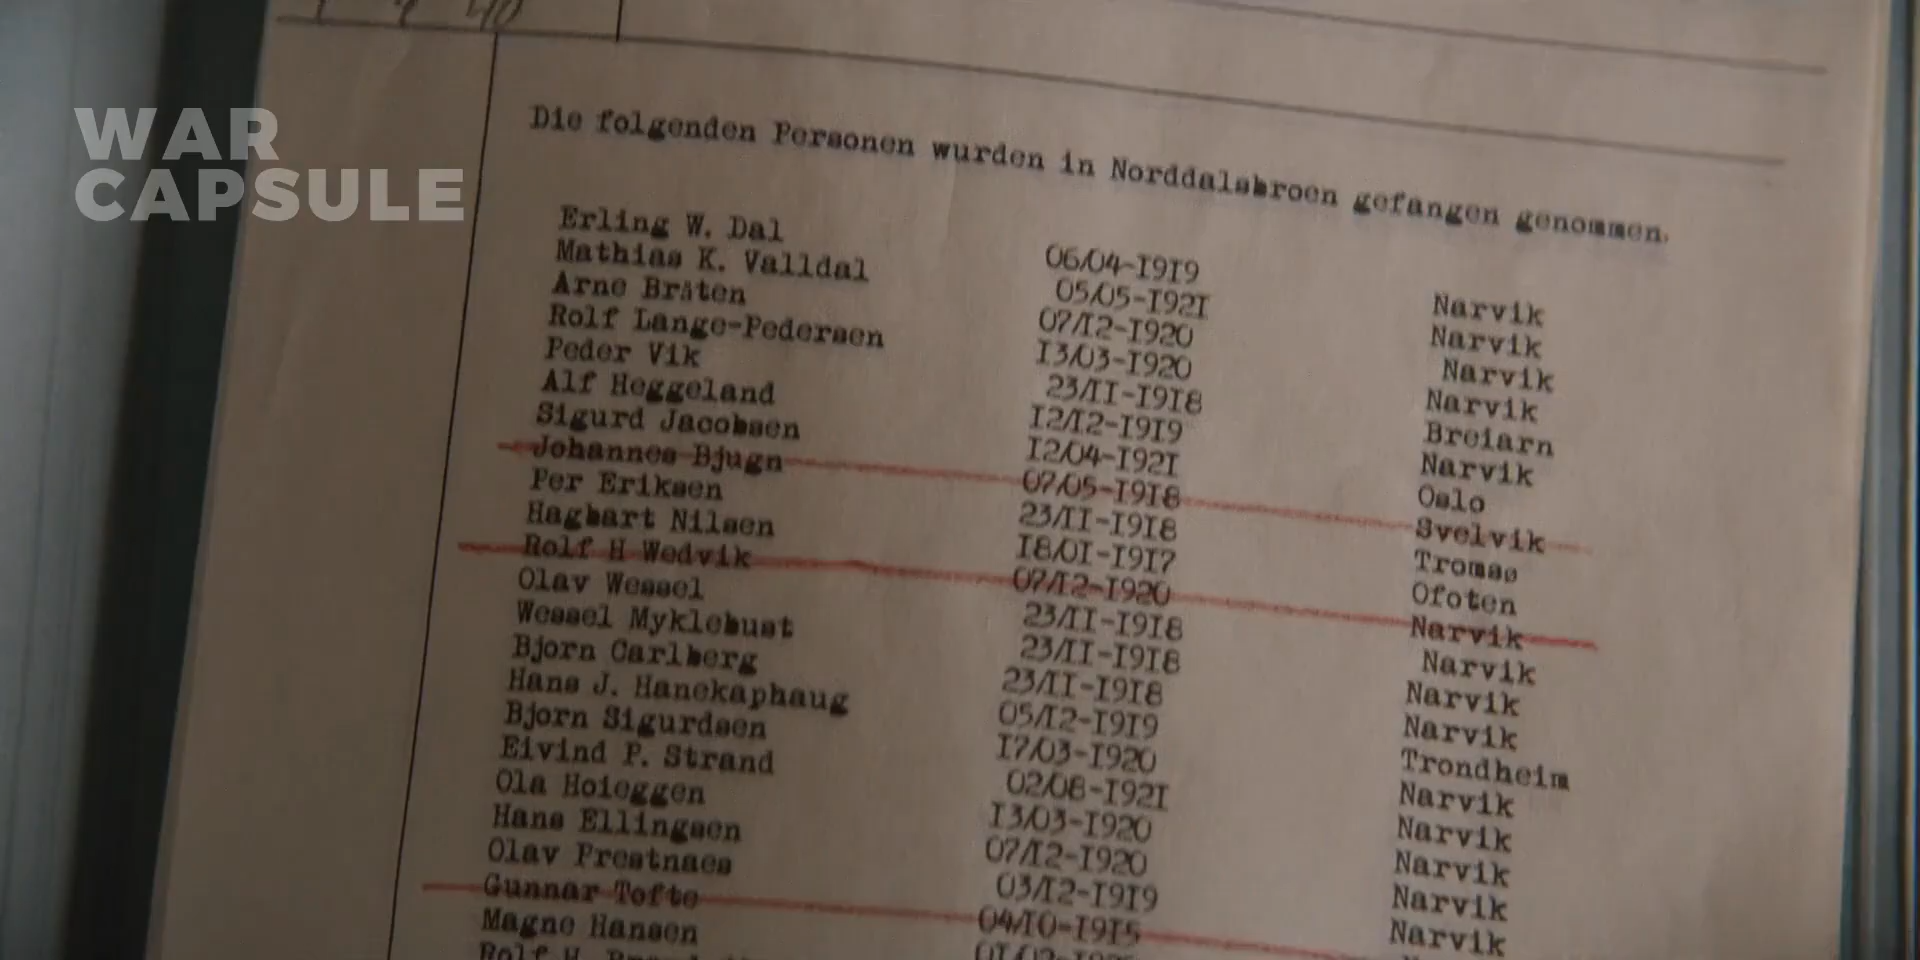 WAR
CAPSULE
Die folgenden Personen wurden in Norddalsbroen gefangen genommen.
Erling W. Dal 06/04-1919 Narvik
Mathias K. Valldal 05/05-1921 Narvik
Arne Bråten 07/12-1920 Narvik
Rolf Lange-Pedersen 13/03-1920 Narvik
Peder Vik 23/11-1918 Breiarn
Alf Heggeland 12/12-1919 Narvik
Sigurd Jacobsen 12/04-1921 Oslo
Johannes Bjugn 07/05-1918 Svelvik
Per Eriksen 23/11-1918 Tromsø
Hagbart Nilsen 18/01-1917 Ofoten
Rolf H Wedvik 07/12-1920 Narvik
Olav Wessel 23/11-1918 Narvik
Wessel Myklebust 23/11-1918 Narvik
Bjorn Carlberg 23/11-1918 Narvik
Hans J. Hanekaphaug 05/12-1919 Trondheim
Bjorn Sigurdsen 17/03-1920 Narvik
Eivind P. Strand 02/08-1921 Narvik
Ola Hoieggen 13/03-1920 Narvik
Hans Ellingsen 07/12-1920 Narvik
Olav Prestnaes 03/12-1919 Narvik
Gunnar Tofte 04/10-1915
Magne Hansen
Rolf H.